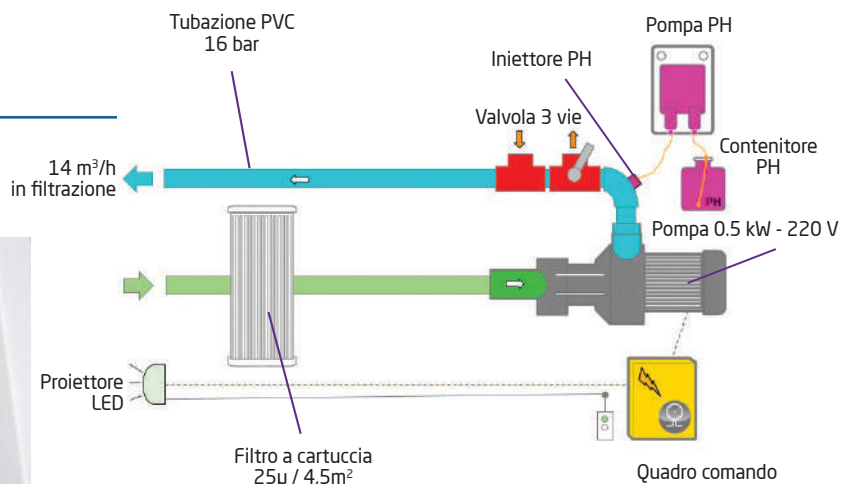 Tubazione PVC
16 bar
Pompa PH
Iniettore PH
Valvola 3 vie
Contenitore
PH
14 m³/h
in filtrazione
PH
Pompa 0.5 kW - 220 V
Proiettore
LED
Filtro a cartuccia
25µ / 4,5m²
Quadro comando